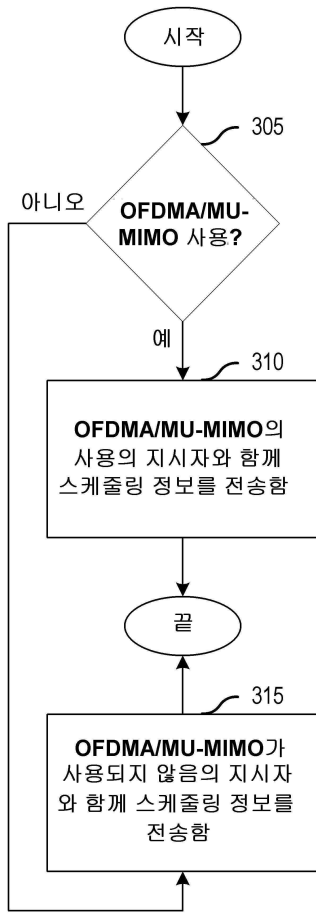 시작
305
아니오
OFDMA/MU-
MIMO 사용?
예
310
OFDMA/MU-MIMO의
사용의 지시자와 함께
스케줄링 정보를 전송함
끝
315
OFDMA/MU-MIMO가
사용되지 않음의 지시자
와 함께 스케줄링 정보를
전송함